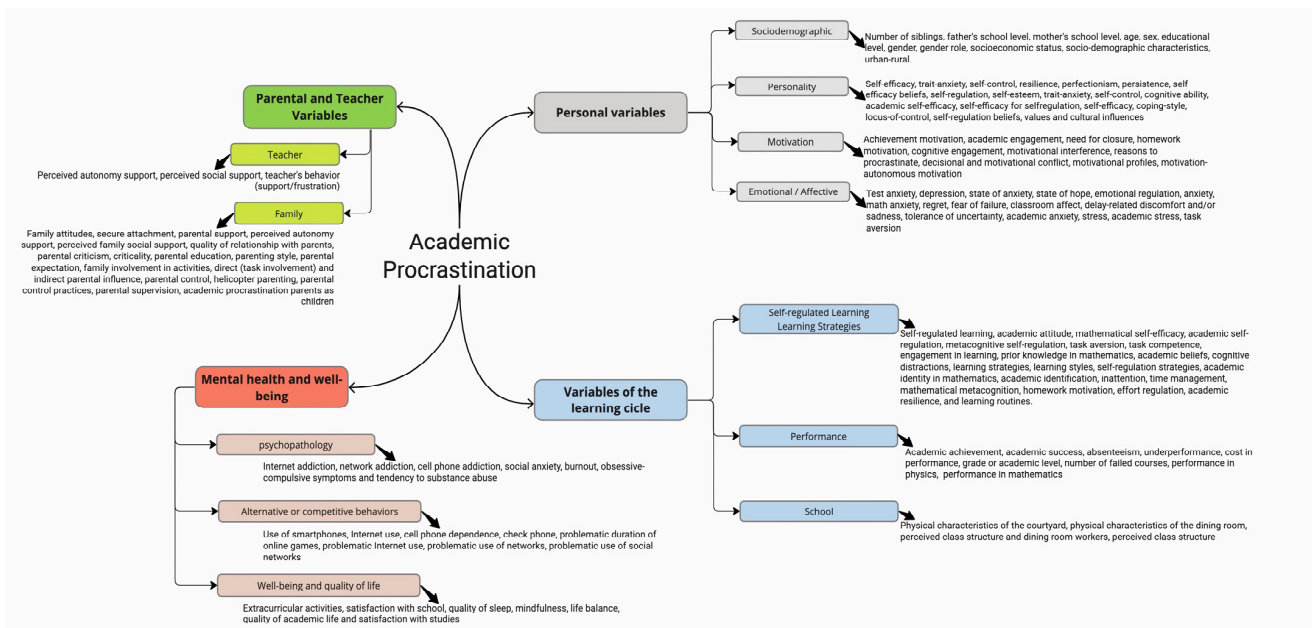 Academic
Procrastination
Parental and Teacher
Variables
Teacher
Perceived autonomy support, perceived social support, teacher's behavior
(support/frustration)
Family
Family attitudes, secure attachment, parental support, perceived autonomy
support, perceived family social support, quality of relationship with parents,
parental criticism, criticality, parental education, parenting style, parental
expectation, family involvement in activities, direct (task involvement) and
indirect parental influence, parental control, helicopter parenting, parental
control practices, parental supervision, academic procrastination parents as
children
Personal variables
Sociodemographic
Number of siblings, father's school level, mother's school level, age, sex, educational
level, gender, gender role, socioeconomic status, socio-demographic characteristics,
urban-rural
Personality
Self-efficacy, trait-anxiety, self-control, resilience, perfectionism, persistence, self
efficacy beliefs, self-regulation, self-esteem, trait-anxiety, self-control, cognitive ability,
academic self-efficacy, self-efficacy for selfregulation, self-efficacy, coping-style,
locus-of-control, self-regulation beliefs, values and cultural influences
Motivation
Achievement motivation, academic engagement, need for closure, homework
motivation, cognitive engagement, motivational interference, reasons to
procrastinate, decisional and motivational conflict, motivational profiles, motivation-
autonomous motivation
Emotional / Affective
Test anxiety, depression, state of anxiety, state of hope, emotional regulation, anxiety,
math anxiety, regret, fear of failure, classroom affect, delay-related discomfort and/or
sadness, tolerance of uncertainty, academic anxiety, stress, academic stress, task
aversion
Mental health and well-
being
psychopathology
Internet addiction, network addiction, cell phone addiction, social anxiety, burnout, obsessive-
compulsive symptoms and tendency to substance abuse
Alternative or competitive behaviors
Use of smartphones, Internet use, cell phone dependence, check phone, problematic duration of
online games, problematic Internet use, problematic use of networks, problematic use of social
networks
Well-being and quality of life
Extracurricular activities, satisfaction with school, quality of sleep, mindfulness, life balance,
quality of academic life and satisfaction with studies
Variables of the
learning cicle
Self-regulated Learning
Learning Strategies
Self-regulated learning, academic attitude, mathematical self-efficacy, academic self-
regulation, metacognitive self-regulation, task aversion, task competence,
engagement in learning, prior knowledge in mathematics, academic beliefs, cognitive
distractions, learning strategies, learning styles, self-regulation strategies, academic
identity in mathematics, academic identification, inattention, time management,
mathematical metacognition, homework motivation, effort regulation, academic
resilience, and learning routines.
Performance
Academic achievement, academic success, absenteeism, underperformance, cost in
performance, grade or academic level, number of failed courses, performance in
physics, performance in mathematics
School
Physical characteristics of the courtyard, physical characteristics of the dining room,
perceived class structure and dining room workers, perceived class structure